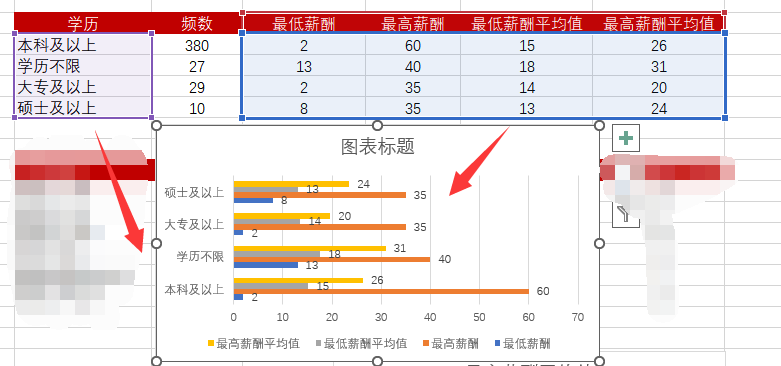 学历 频数 最低薪酬 最高薪酬 最低薪酬平均值 最高薪酬平均值
本科及以上 380 2 60 15 26
学历不限 27 13 40 18 31
大专及以上 29 2 35 14 20
硕士及以上 10 8 35 13 24
图表标题
硕士及以上 24 13 35 8
大专及以上 20 14 35 2
学历不限 31 18 40 13
本科及以上 26 15 60 2
0 10 20 30 40 50 60 70
最高薪酬平均值 最低薪酬平均值 最高薪酬 最低薪酬